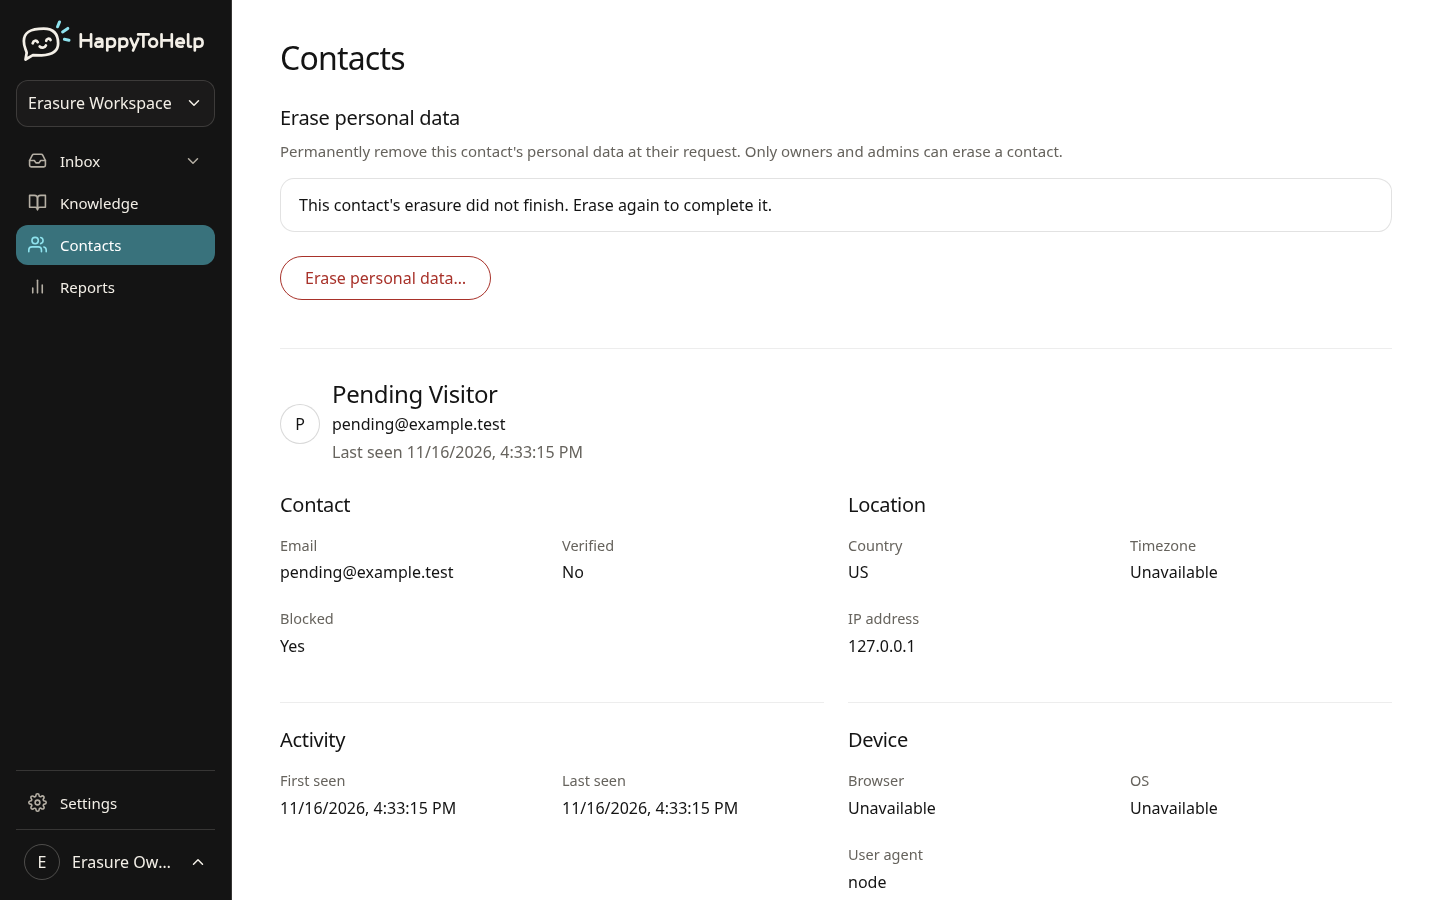 HappyToHelp
Erasure Workspace
Inbox
Knowledge
Contacts
Reports
Settings
E
Erasure Ow...
Contacts
Erase personal data
Permanently remove this contact's personal data at their request. Only owners and admins can erase a contact.
This contact's erasure did not finish. Erase again to complete it.
Erase personal data...
P
Pending Visitor
pending@example.test
Last seen 11/16/2026, 4:33:15 PM
Contact
Email
pending@example.test
Verified
No
Blocked
Yes
Location
Country
US
Timezone
Unavailable
IP address
127.0.0.1
Activity
First seen
11/16/2026, 4:33:15 PM
Last seen
11/16/2026, 4:33:15 PM
Device
Browser
Unavailable
OS
Unavailable
User agent
node